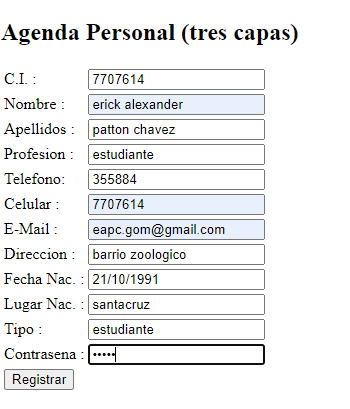 Agenda Personal (tres capas)
C.I. : 7707614
Nombre : erick alexander
Apellidos : patton chavez
Profesion : estudiante
Telefono: 355884
Celular : 7707614
E-Mail : eapc.gom@gmail.com
Direccion : barrio zoologico
Fecha Nac. : 21/10/1991
Lugar Nac. : santacruz
Tipo : estudiante
Contrasena : •••••
Registrar